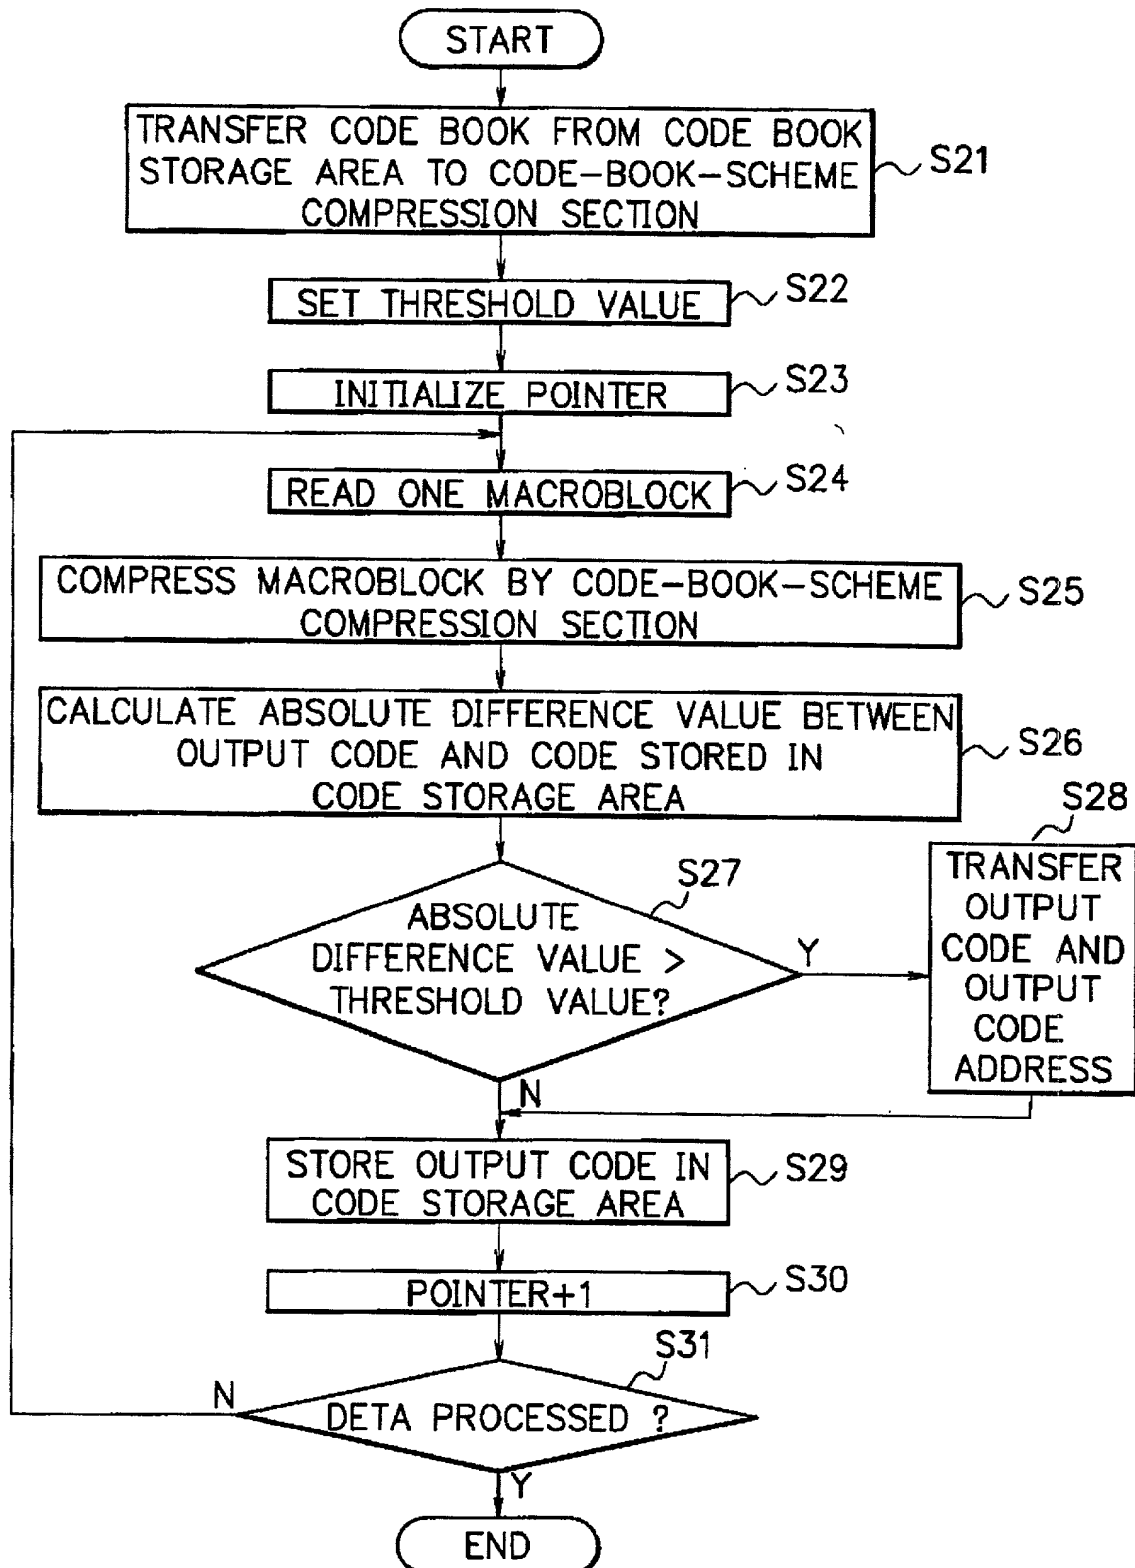 START
TRANSFER CODE BOOK FROM CODE BOOK
STORAGE AREA TO CODE-BOOK-SCHEME
COMPRESSION SECTION
S21
SET THRESHOLD VALUE
S22
INITIALIZE POINTER
S23
READ ONE MACROBLOCK
S24
COMPRESS MACROBLOCK BY CODE-BOOK-SCHEME
COMPRESSION SECTION
S25
CALCULATE ABSOLUTE DIFFERENCE VALUE BETWEEN
OUTPUT CODE AND CODE STORED IN
CODE STORAGE AREA
S26
ABSOLUTE
DIFFERENCE VALUE >
THRESHOLD VALUE?
S27
Y
N
S28
TRANSFER
OUTPUT
CODE AND
OUTPUT
CODE
ADDRESS
STORE OUTPUT CODE IN
CODE STORAGE AREA
S29
POINTER+1
S30
DETA PROCESSED ?
S31
N
Y
END